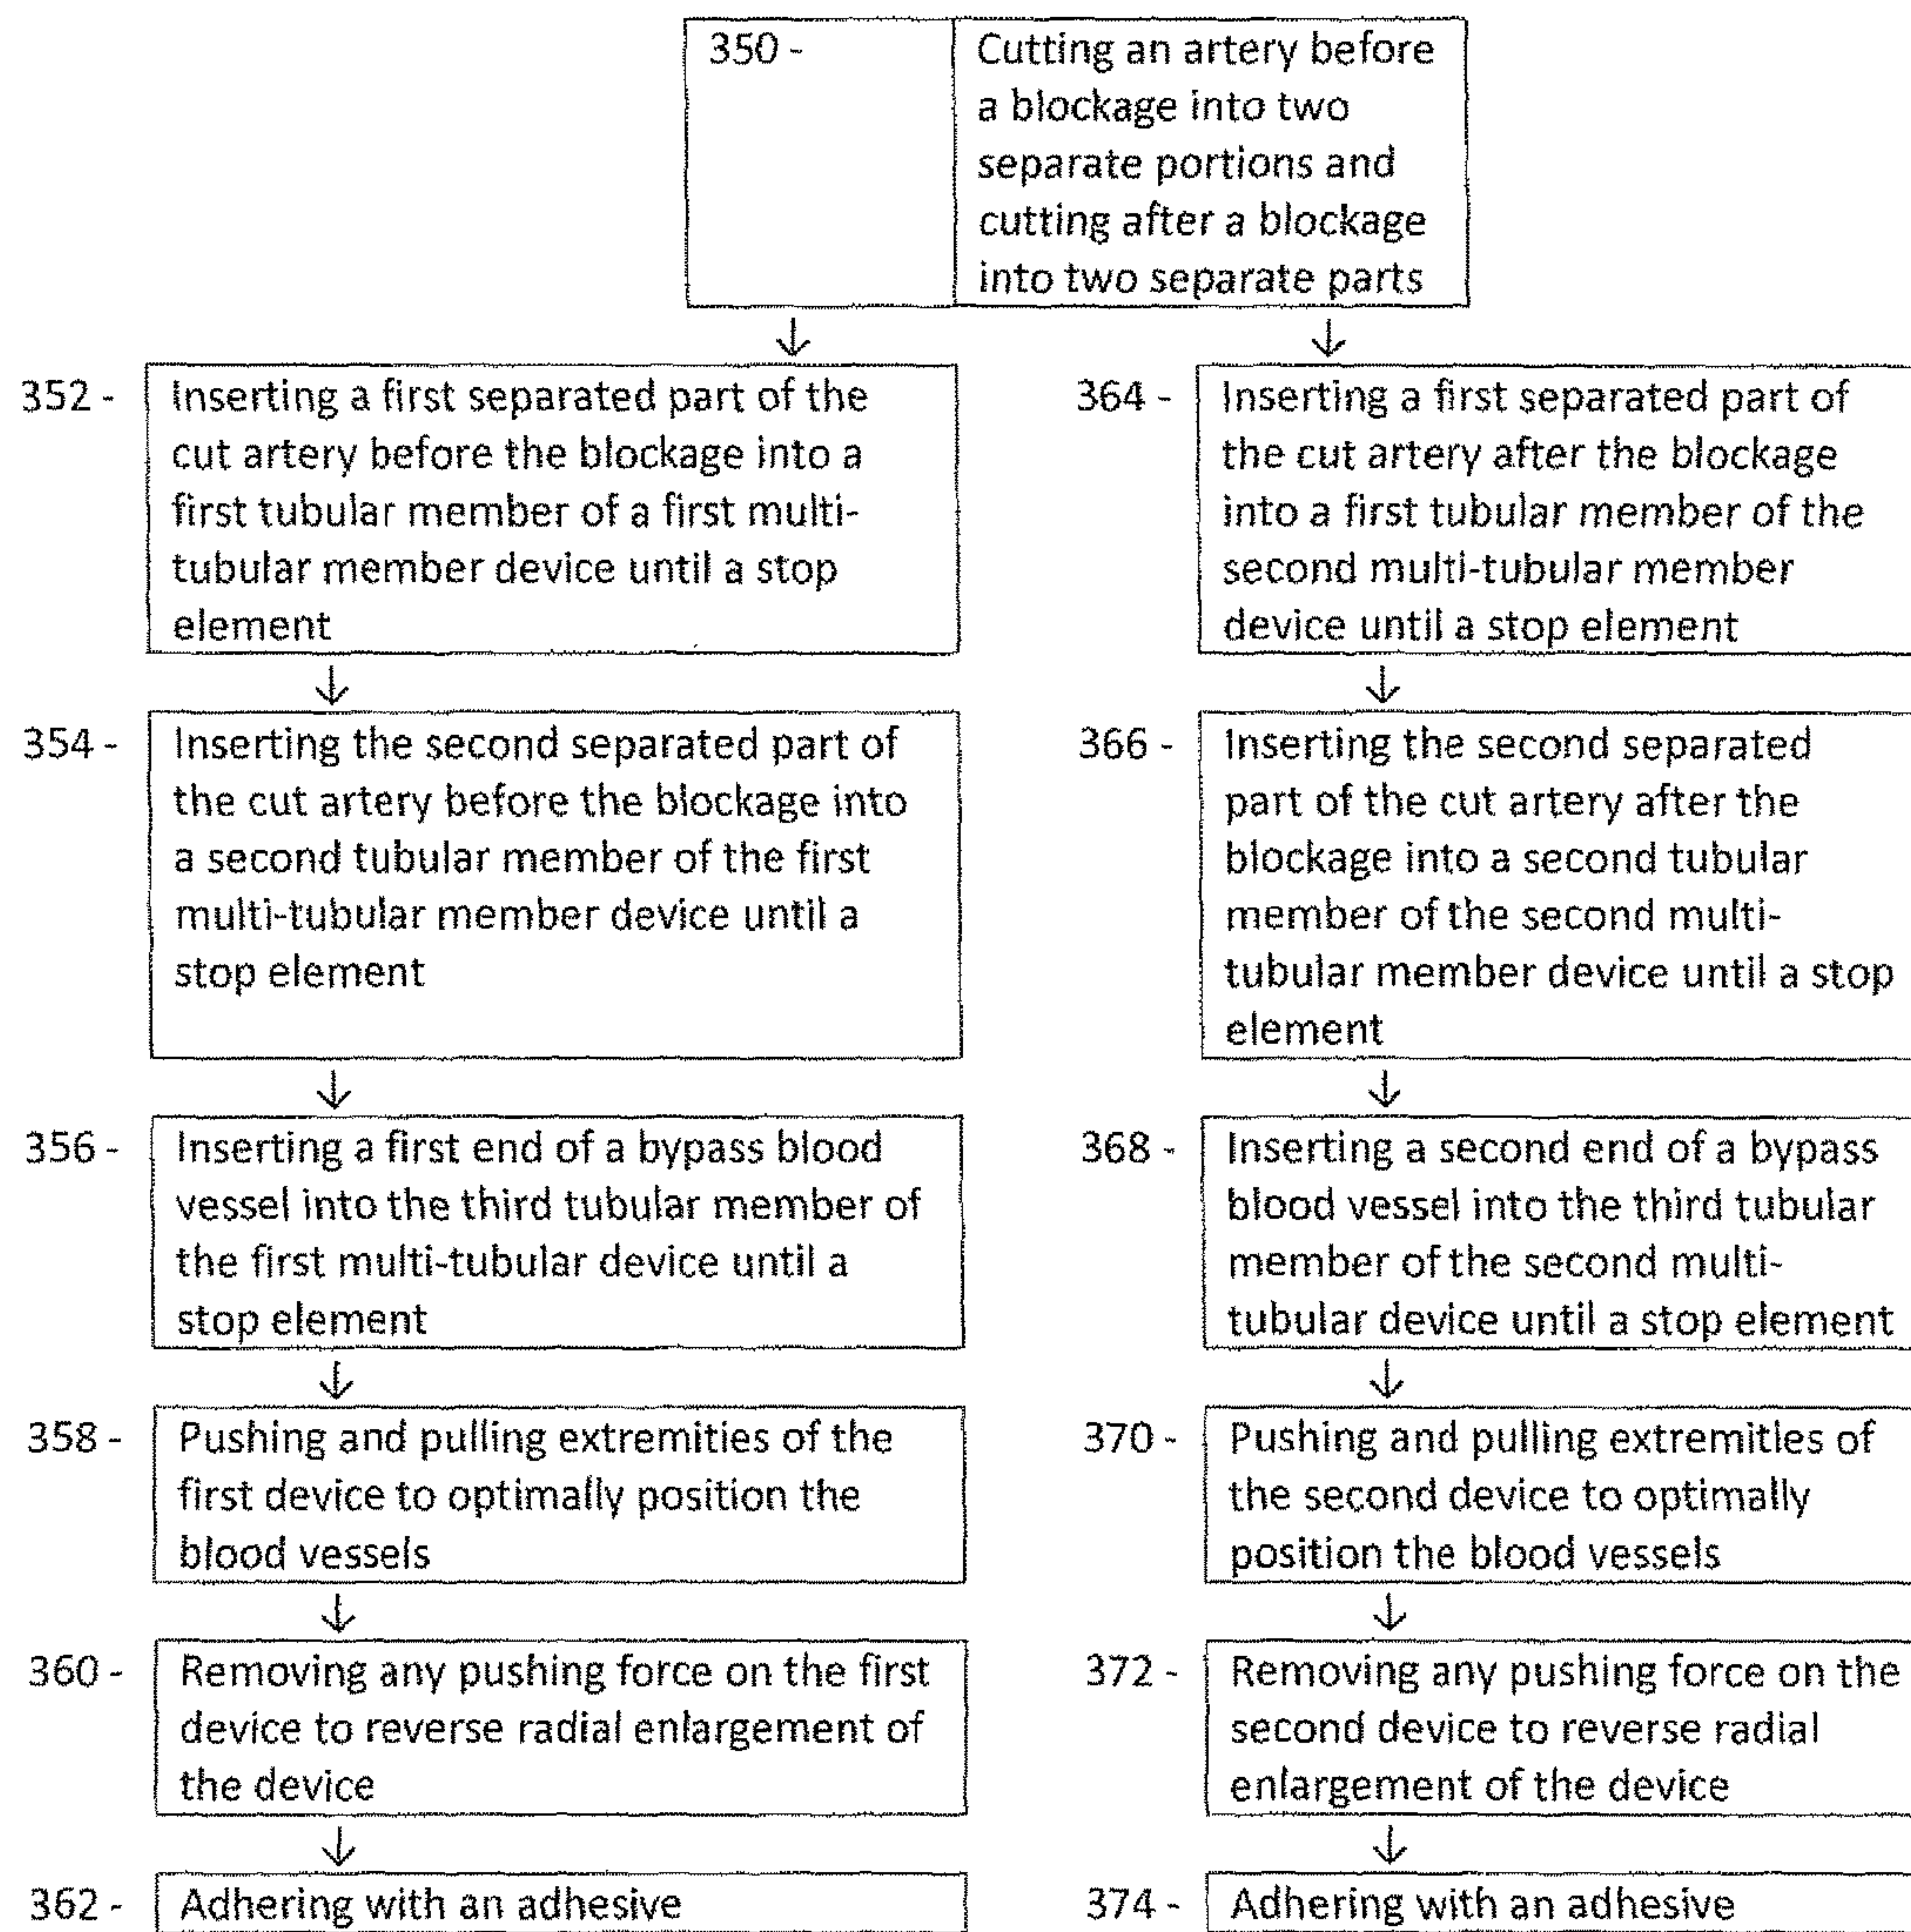 350 -
Cutting an artery before
a blockage into two
separate portions and
cutting after a blockage
into two separate parts
352 -
Inserting a first separated part of the
cut artery before the blockage into a
first tubular member of a first multi-
tubular member device until a stop
element
354 -
Inserting the second separated part of
the cut artery before the blockage into
a second tubular member of the first
multi-tubular member device until a
stop element
356 -
Inserting a first end of a bypass blood
vessel into the third tubular member of
the first multi-tubular device until a
stop element
358 -
Pushing and pulling extremities of the
first device to optimally position the
blood vessels
360 -
Removing any pushing force on the first
device to reverse radial enlargement of
the device
362 -
Adhering with an adhesive
364 -
Inserting a first separated part of
the cut artery after the blockage
into a first tubular member of the
second multi-tubular member
device until a stop element
366 -
Inserting the second separated
part of the cut artery after the
blockage into a second tubular
member of the second multi-
tubular member device until a stop
element
368 -
Inserting a second end of a bypass
blood vessel into the third tubular
member of the second multi-
tubular device until a stop element
370 -
Pushing and pulling extremities of
the second device to optimally
position the blood vessels
372 -
Removing any pushing force on the
second device to reverse radial
enlargement of the device
374 -
Adhering with an adhesive